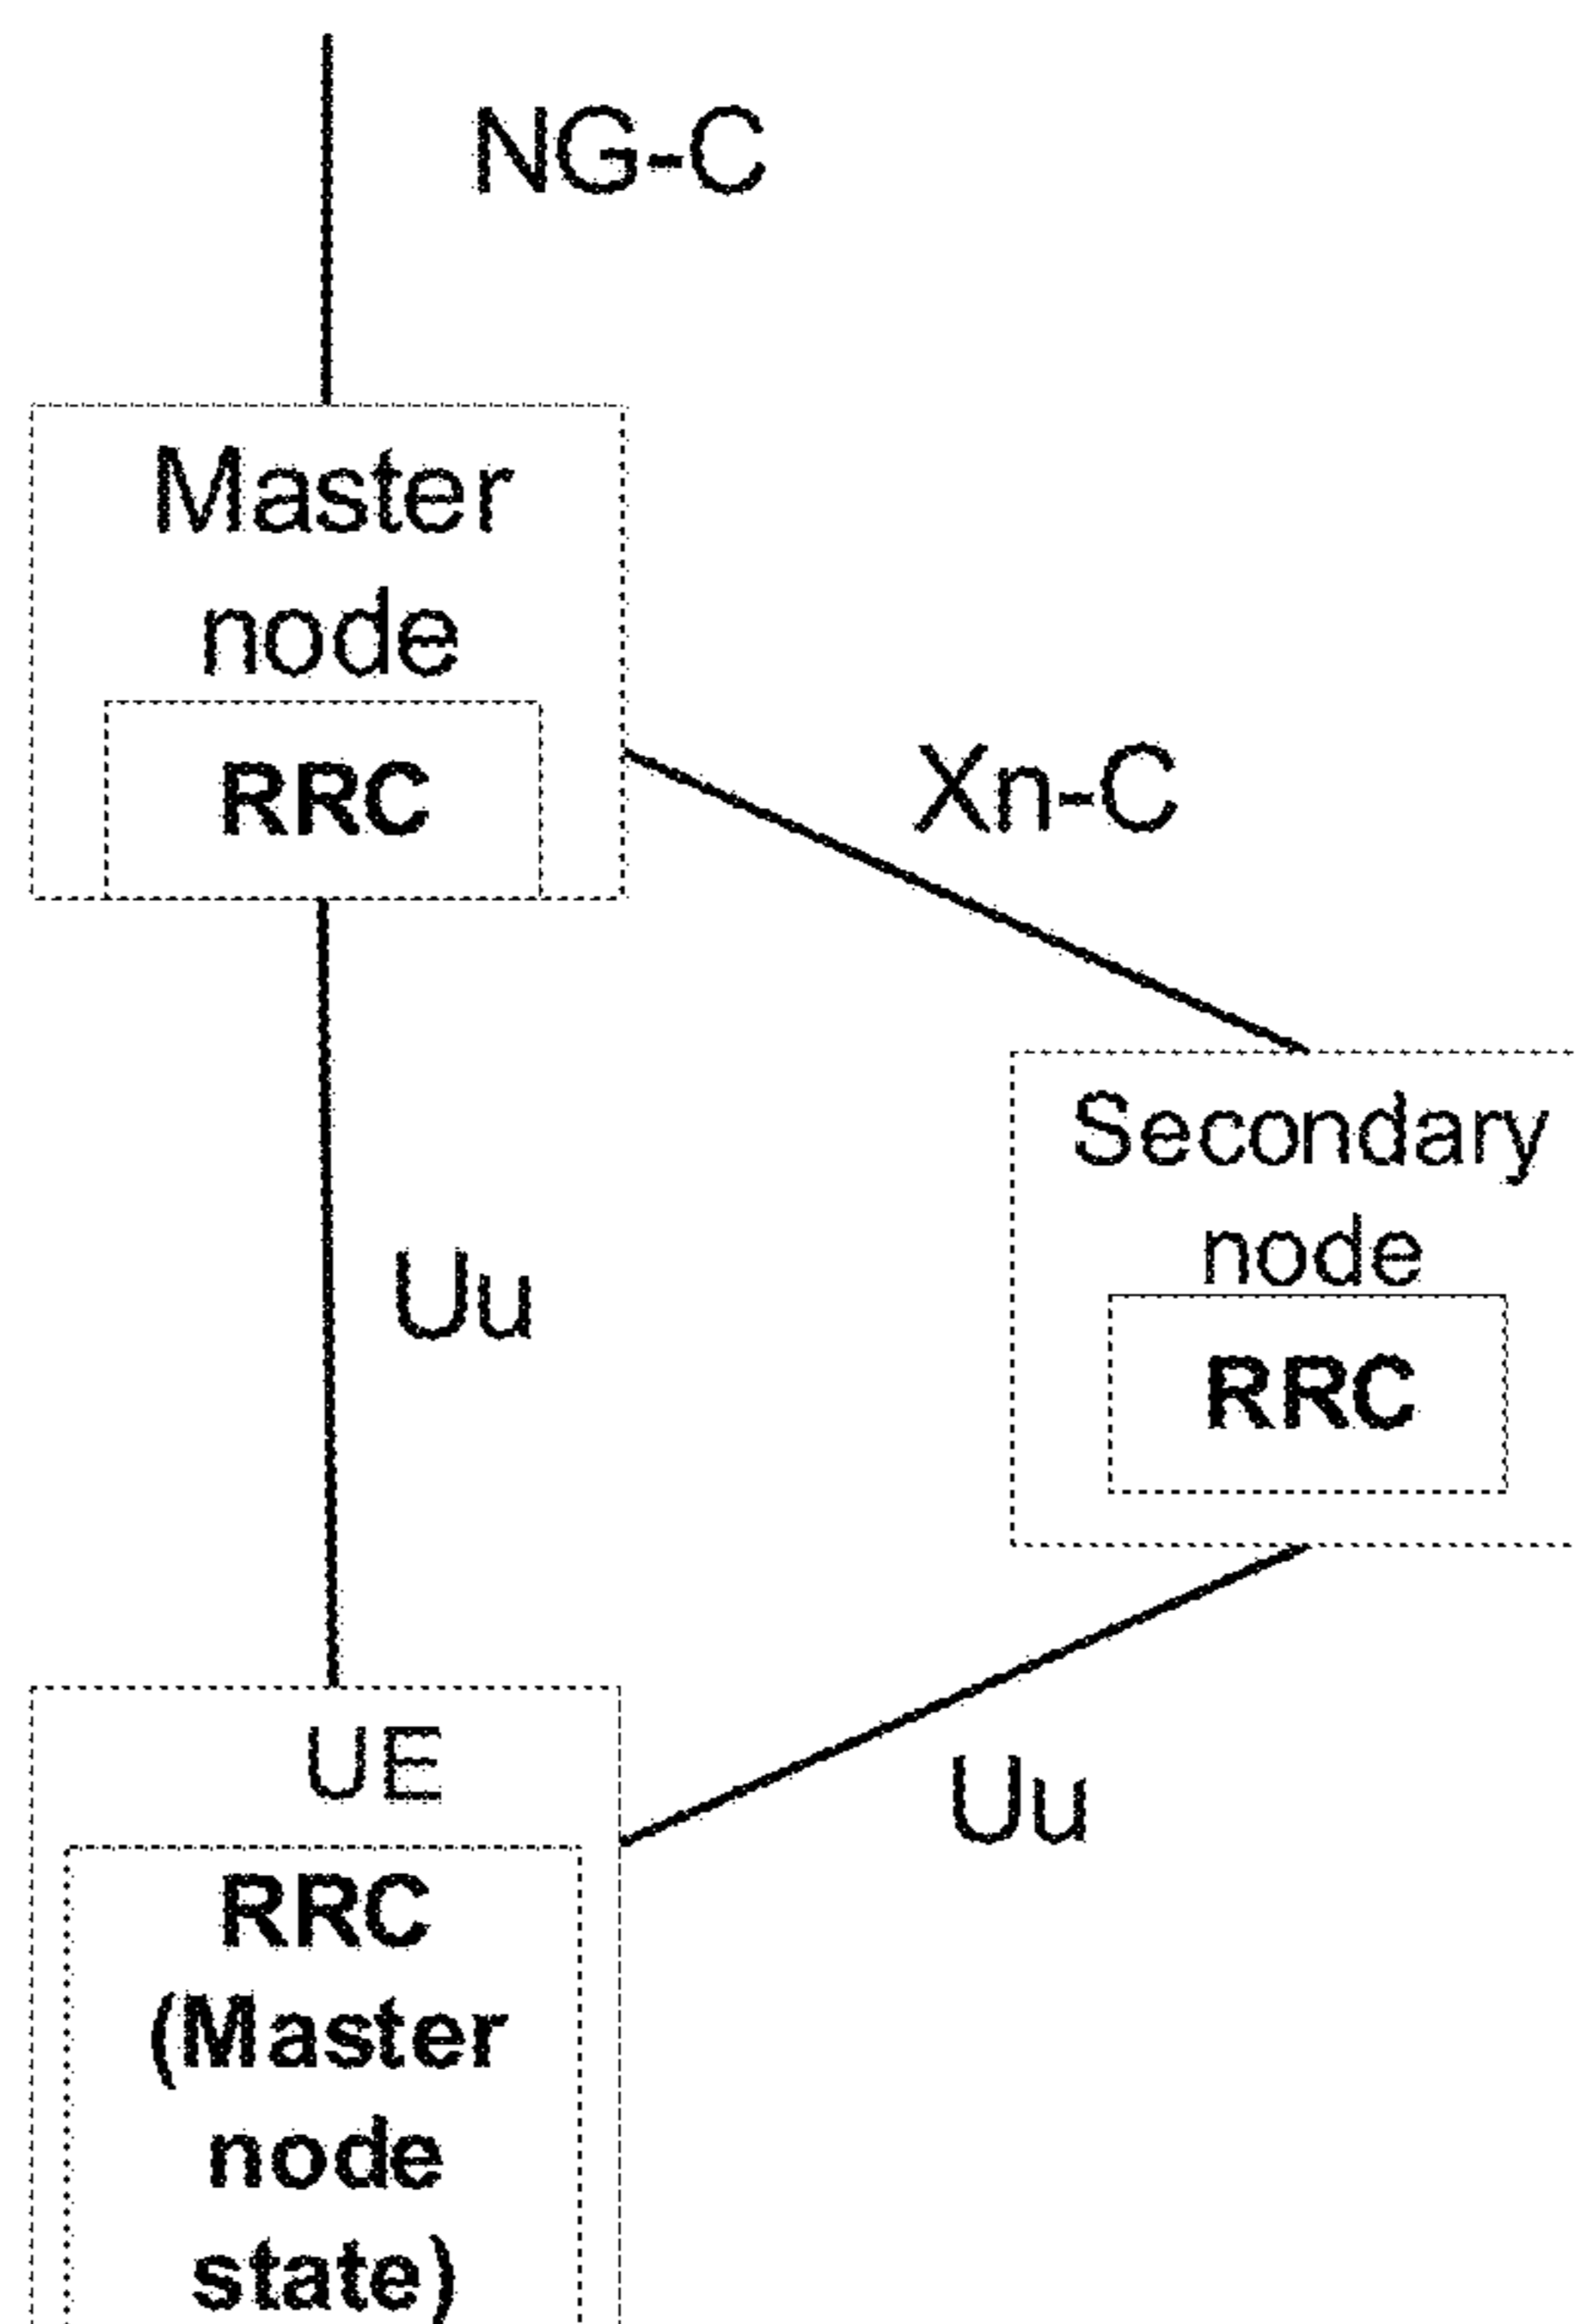 NG-C
Master
node
RRC
Xn-C
Secondary
node
RRC
Uu
UE
Uu
RRC
(Master
node
state)